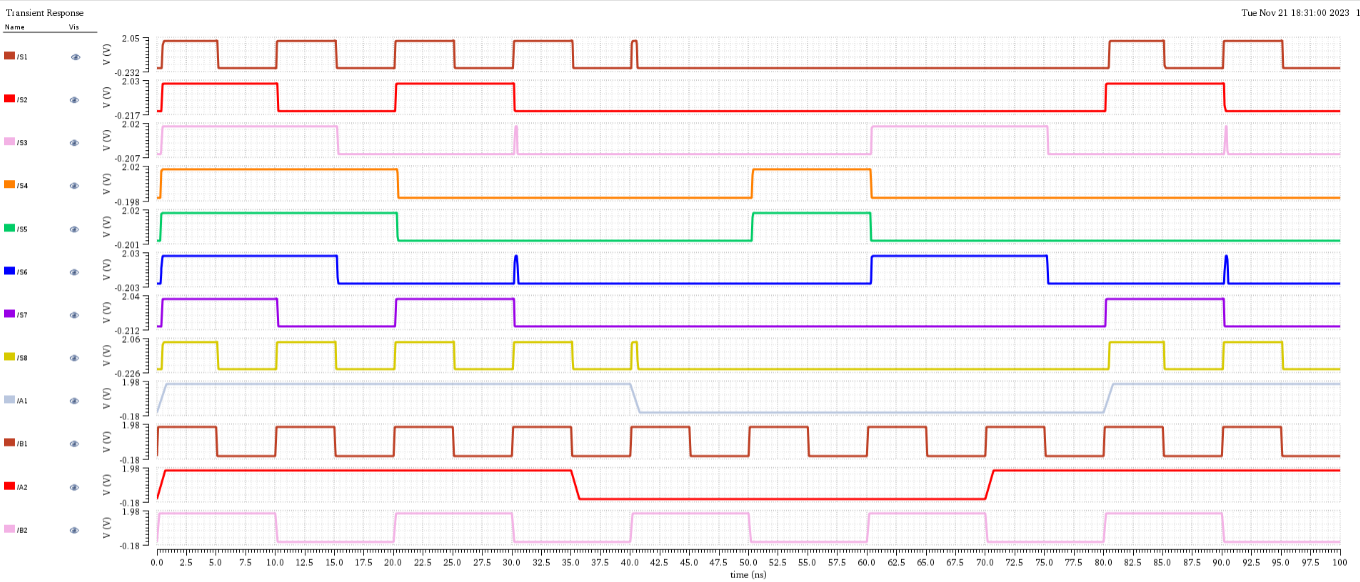 Transient Response Tue Nov 21 18:31:00 2023 1
Name Vis
/S1 V (V) 2.05 -0.232
/S2 V (V) 2.03 -0.217
/S3 V (V) 2.02 -0.207
/S4 V (V) 2.02 -0.198
/S5 V (V) 2.02 -0.201
/S6 V (V) 2.03 -0.203
/S7 V (V) 2.04 -0.212
/S8 V (V) 2.06 -0.226
/A1 V (V) 1.98 -0.18
/B1 V (V) 1.98 -0.18
/A2 V (V) 1.98 -0.18
/B2 V (V) 1.98 -0.18
0.0 2.5 5.0 7.5 10.0 12.5 15.0 17.5 20.0 22.5 25.0 27.5 30.0 32.5 35.0 37.5 40.0 42.5 45.0 47.5 50.0 52.5 55.0 57.5 60.0 62.5 65.0 67.5 70.0 72.5 75.0 77.5 80.0 82.5 85.0 87.5 90.0 92.5 95.0 97.5 100
time (ns)